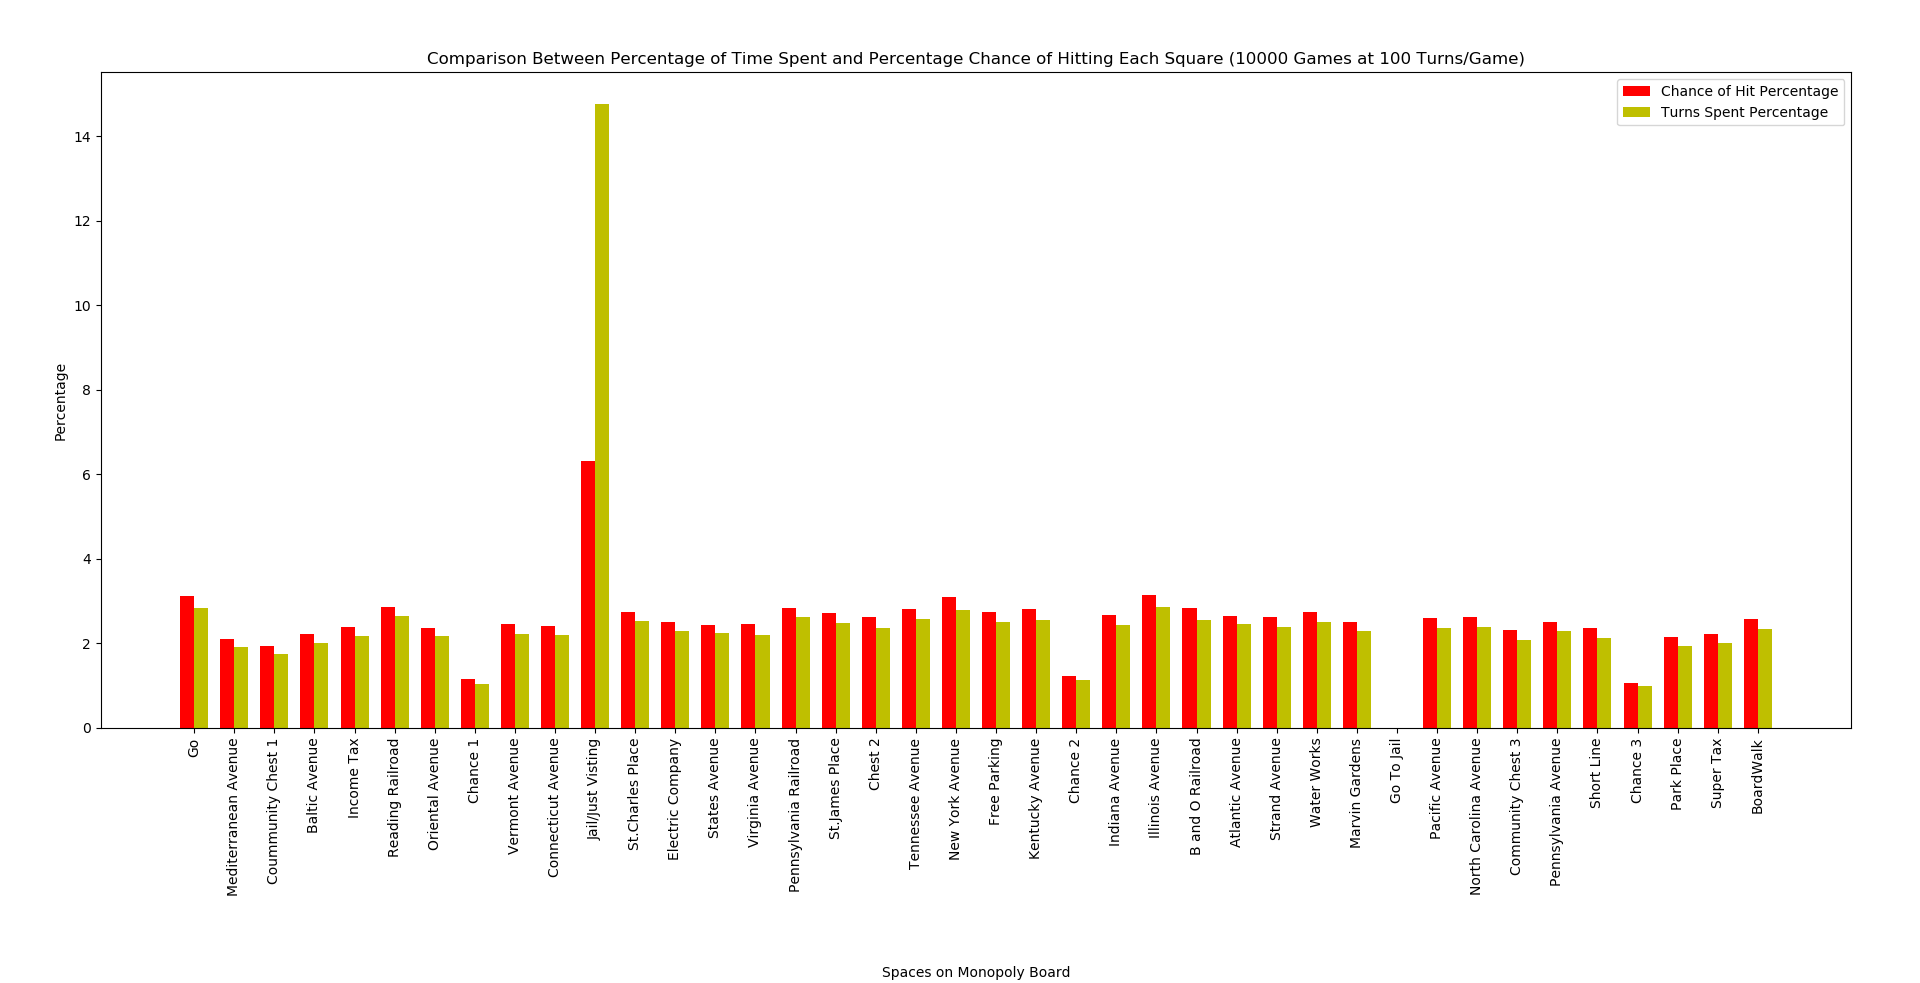 Comparison Between Percentage of Time Spent and Percentage Chance of Hitting Each Square (10000 Games at 100 Turns/Game)
Chance of Hit Percentage
Turns Spent Percentage
Percentage
14
12
10
8
6
4
2
0
Go
Mediterranean Avenue
Coummunity Chest 1
Baltic Avenue
Income Tax
Reading Railroad
Oriental Avenue
Chance 1
Vermont Avenue
Connecticut Avenue
Jail/Just Visting
St.Charles Place
Electric Company
States Avenue
Virginia Avenue
Pennsylvania Railroad
St.James Place
Chest 2
Tennessee Avenue
New York Avenue
Free Parking
Kentucky Avenue
Chance 2
Indiana Avenue
Illinois Avenue
B and O Railroad
Atlantic Avenue
Strand Avenue
Water Works
Marvin Gardens
Go To Jail
Pacific Avenue
North Carolina Avenue
Community Chest 3
Pennsylvania Avenue
Short Line
Chance 3
Park Place
Super Tax
BoardWalk
Spaces on Monopoly Board